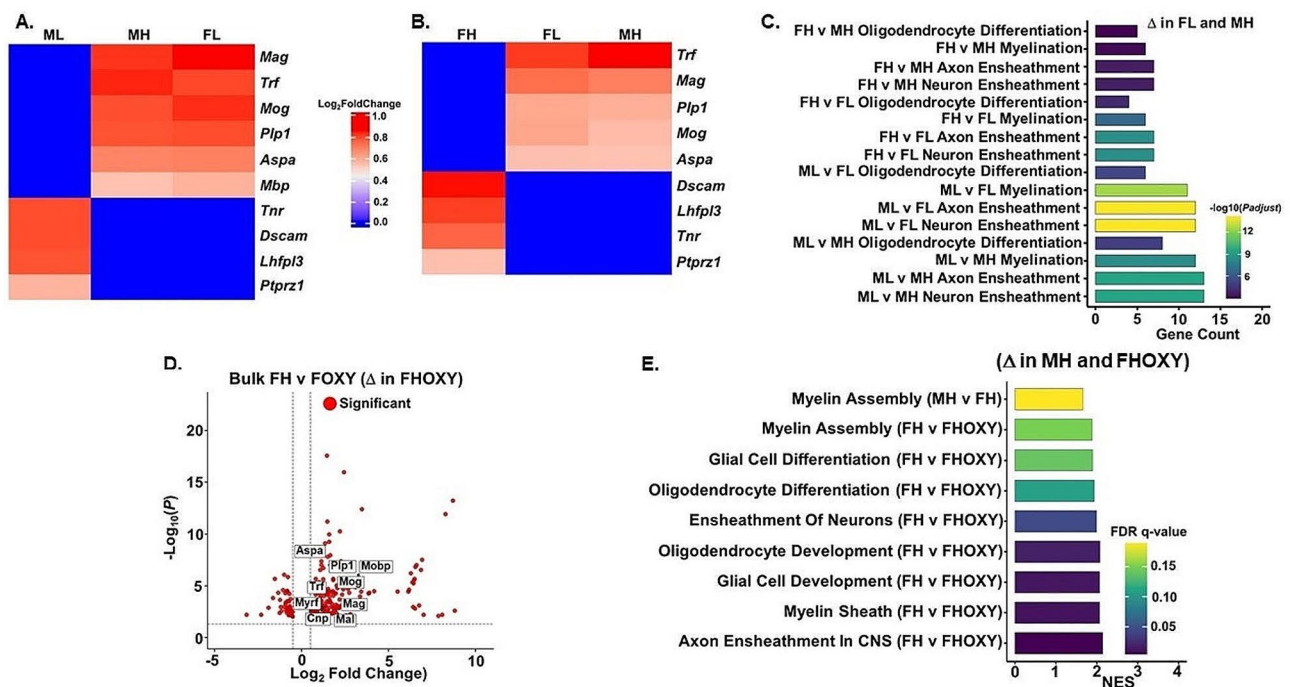 A.
ML MH FL
Mag
Trf
Mog
Plp1
Aspa
Mbp
Tnr
Dscam
Lhfpl3
Ptprz1
Log2FoldChange
1.0
0.8
0.6
0.4
0.2
0.0
B.
FH FL MH
Trf
Mag
Plp1
Mog
Aspa
Dscam
Lhfpl3
Tnr
Ptprz1
C.
Δ in FL and MH
FH v MH Oligodendrocyte Differentiation
FH v MH Myelination
FH v MH Axon Ensheathment
FH v MH Neuron Ensheathment
FH v FL Oligodendrocyte Differentiation
FH v FL Myelination
FH v FL Axon Ensheathment
FH v FL Neuron Ensheathment
ML v FL Oligodendrocyte Differentiation
ML v FL Myelination
ML v FL Axon Ensheathment
ML v FL Neuron Ensheathment
ML v MH Oligodendrocyte Differentiation
ML v MH Myelination
ML v MH Axon Ensheathment
ML v MH Neuron Ensheathment
0 5 10 15 20
Gene Count
-log10(Padjust)
12
9
6
D.
Bulk FH v FOXY (Δ in FHOXY)
Significant
20
15
10
5
0
-Log10(P)
Aspa
Plp1 Mobp
Trf Mog
Myrf Mag
Cnp Mal
-5 0 5 10
Log2 Fold Change)
E.
(Δ in MH and FHOXY)
Myelin Assembly (MH v FH)
Myelin Assembly (FH v FHOXY)
Glial Cell Differentiation (FH v FHOXY)
Oligodendrocyte Differentiation (FH v FHOXY)
Ensheathment Of Neurons (FH v FHOXY)
Oligodendrocyte Development (FH v FHOXY)
Glial Cell Development (FH v FHOXY)
Myelin Sheath (FH v FHOXY)
Axon Ensheathment In CNS (FH v FHOXY)
0 1 2 3 4
NES
FDR q-value
0.15
0.10
0.05